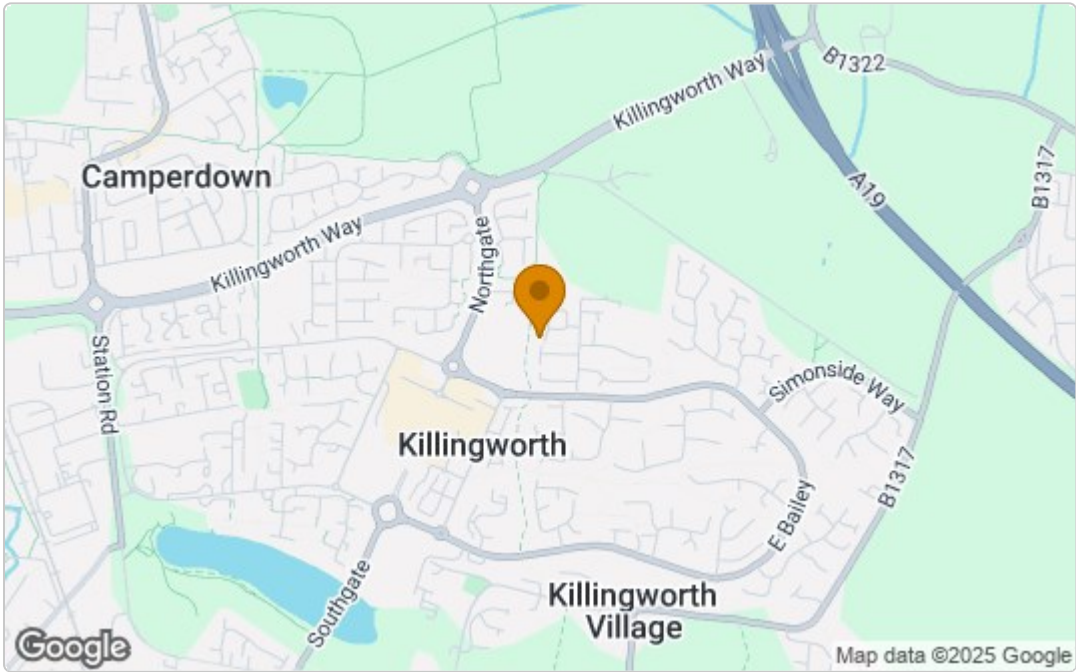 Killingworth Way
B1322
Camperdown
A19
B1317
Killingworth Way
Northgate
Station Rd
Simonside Way
Killingworth
B1317
E Bailey
Southgate
Killingworth
Village
Google
Map data ©2025 Google